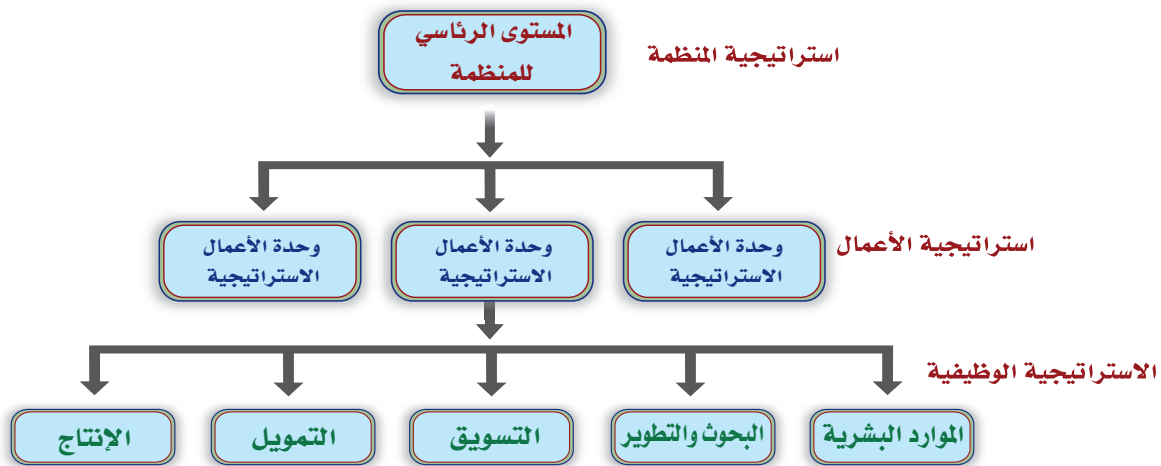 المستوى الرئاسي
للمنظمة
استراتيجية المنظمة
استراتيجية الأعمال
وحدة الأعمال
الاستراتيجية
وحدة الأعمال
الاستراتيجية
وحدة الأعمال
الاستراتيجية
الاستراتيجية الوظيفية
الموارد البشرية
البحوث والتطوير
التسويق
التمويل
الإنتاج